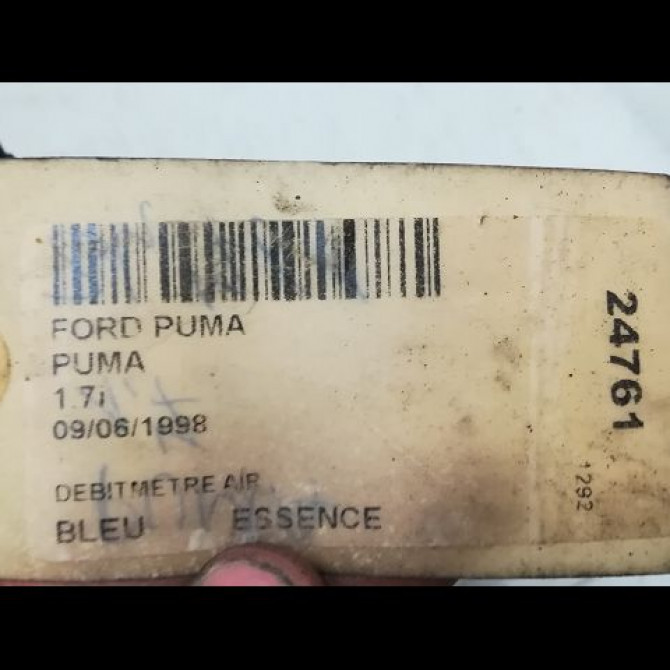 FORD PUMA
PUMA
1.7i
09/06/1998
DEBITMETRE AIR
BLEU ESSENCE
24761
1292